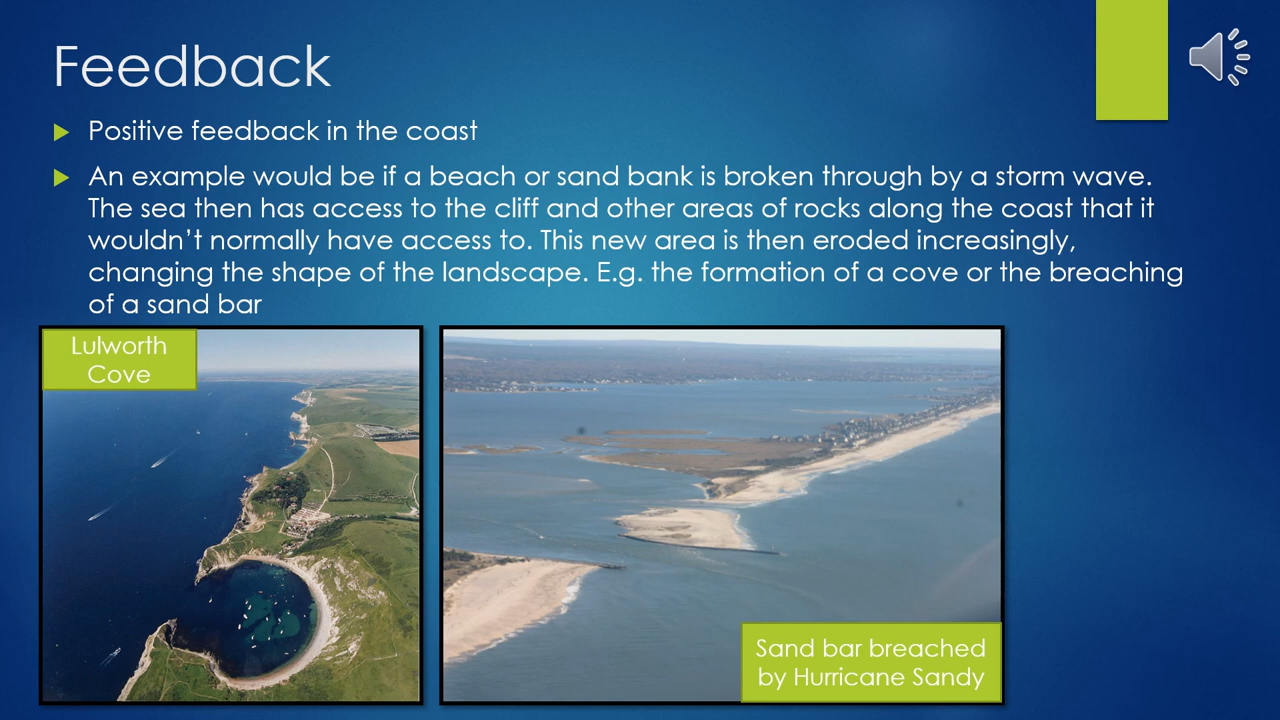 Feedback
Positive feedback in the coast
An example would be if a beach or sand bank is broken through by a storm wave.
The sea then has access to the cliff and other areas of rocks along the coast that it
wouldn’t normally have access to. This new area is then eroded increasingly,
changing the shape of the landscape. E.g. the formation of a cove or the breaching
of a sand bar
Lulworth
Cove
Sand bar breached
by Hurricane Sandy